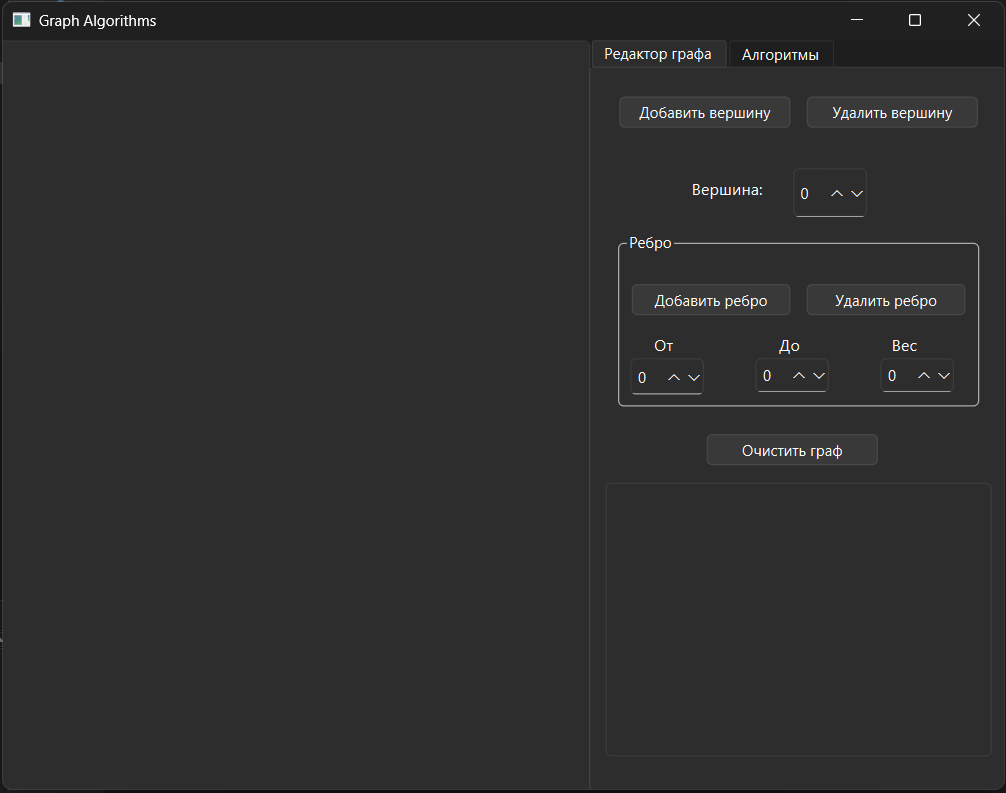 Graph Algorithms
Редактор графа Алгоритмы
Добавить вершину Удалить вершину
Вершина: 0
Ребро
Добавить ребро Удалить ребро
От До Вес
0 0 0
Очистить граф